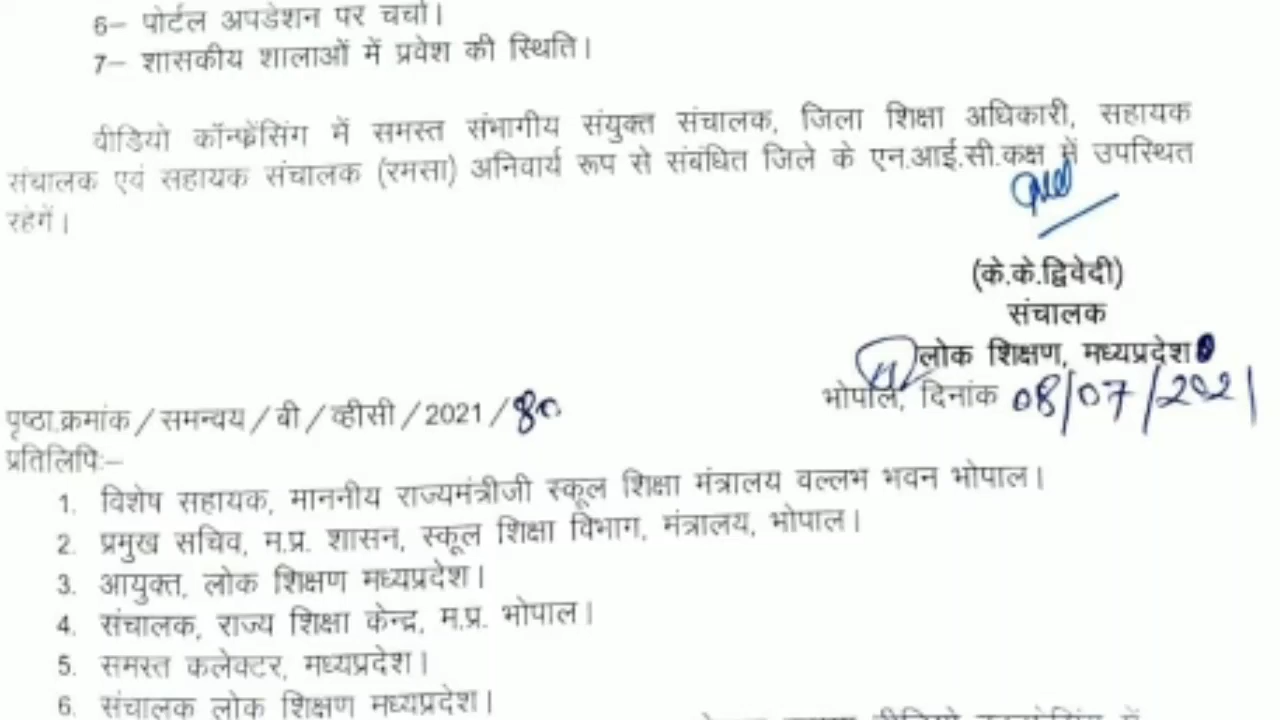 6– पोर्टल अपडेशन पर चर्चा।
7– शासकीय शालाओं में प्रवेश की स्थिति।
वीडियो कॉन्फ्रेंसिंग में समस्त संभागीय संयुक्त संचालक, जिला शिक्षा अधिकारी, सहायक
संचालक एवं सहायक संचालक (रमसा) अनिवार्य रूप से संबंधित जिले के एन.आई.सी.कक्ष में उपस्थित
रहेगें।
(के.के.द्विवेदी)
संचालक
लोक शिक्षण, मध्यप्रदेश
भोपाल, दिनांक 08/07/2021
पृष्ठा.क्रमांक/समन्वय/बी/व्हीसी/2021/80
प्रतिलिपिः–
1. विशेष सहायक, माननीय राज्यमंत्रीजी स्कूल शिक्षा मंत्रालय वल्लभ भवन भोपाल।
2. प्रमुख सचिव, म.प्र. शासन, स्कूल शिक्षा विभाग, मंत्रालय, भोपाल।
3. आयुक्त, लोक शिक्षण मध्यप्रदेश।
4. संचालक, राज्य शिक्षा केन्द्र, म.प्र. भोपाल।
5. समस्त कलेक्टर, मध्यप्रदेश।
6. संचालक लोक शिक्षण मध्यप्रदेश।